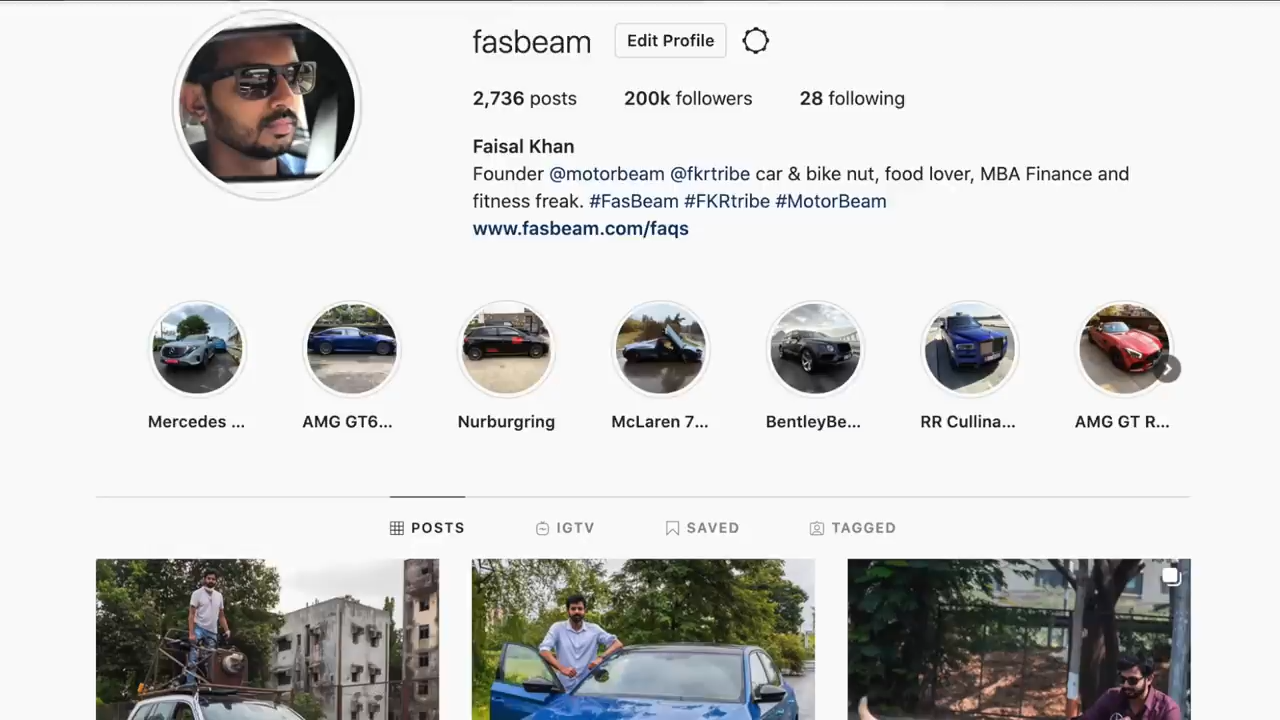 fasbeam Edit Profile
2,736 posts 200k followers 28 following
Faisal Khan
Founder @motorbeam @fkrtribe car & bike nut, food lover, MBA Finance and
fitness freak. #FasBeam #FKRtribe #MotorBeam
www.fasbeam.com/faqs
Mercedes ... AMG GT6... Nurburgring McLaren 7... BentleyBe... RR Cullina... AMG GT R...
POSTS IGTV SAVED TAGGED